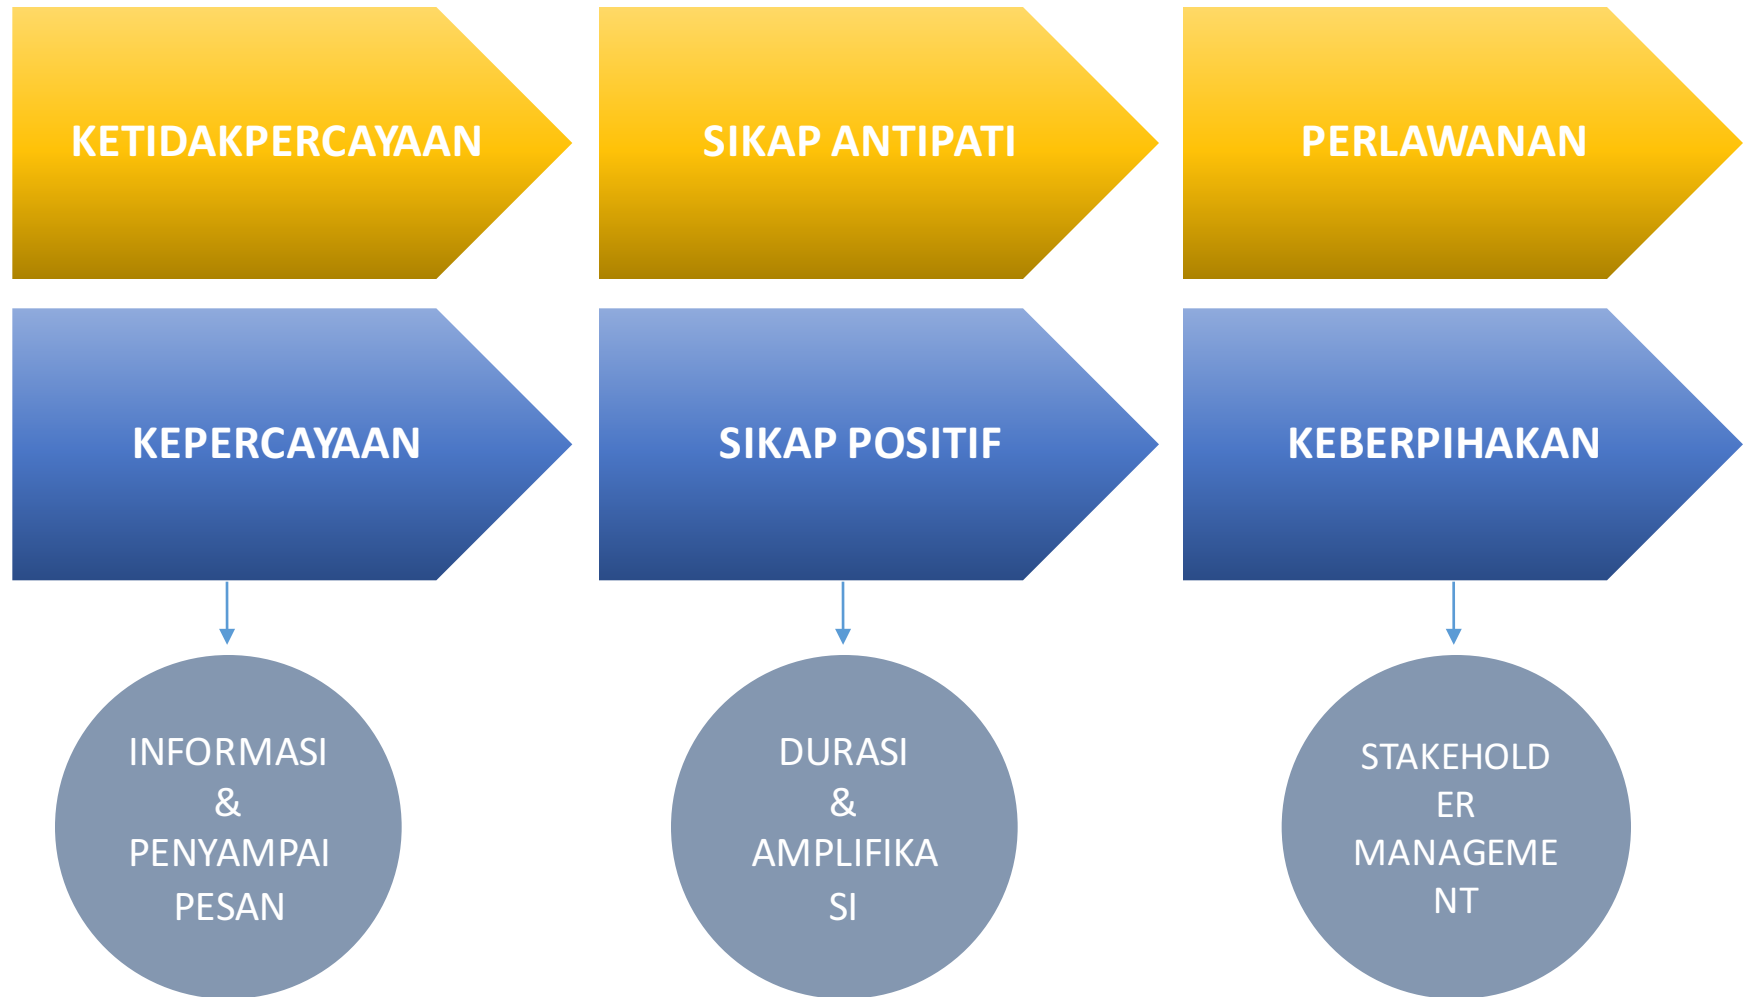 KETIDAKPERCAYAAN
SIKAP ANTIPATI
PERLAWANAN
KEPERCAYAAN
SIKAP POSITIF
KEBERPIHAKAN
INFORMASI
&
PENYAMPAI
PESAN
DURASI
&
AMPLIFIKA
SI
STAKEHOLD
ER
MANAGEME
NT